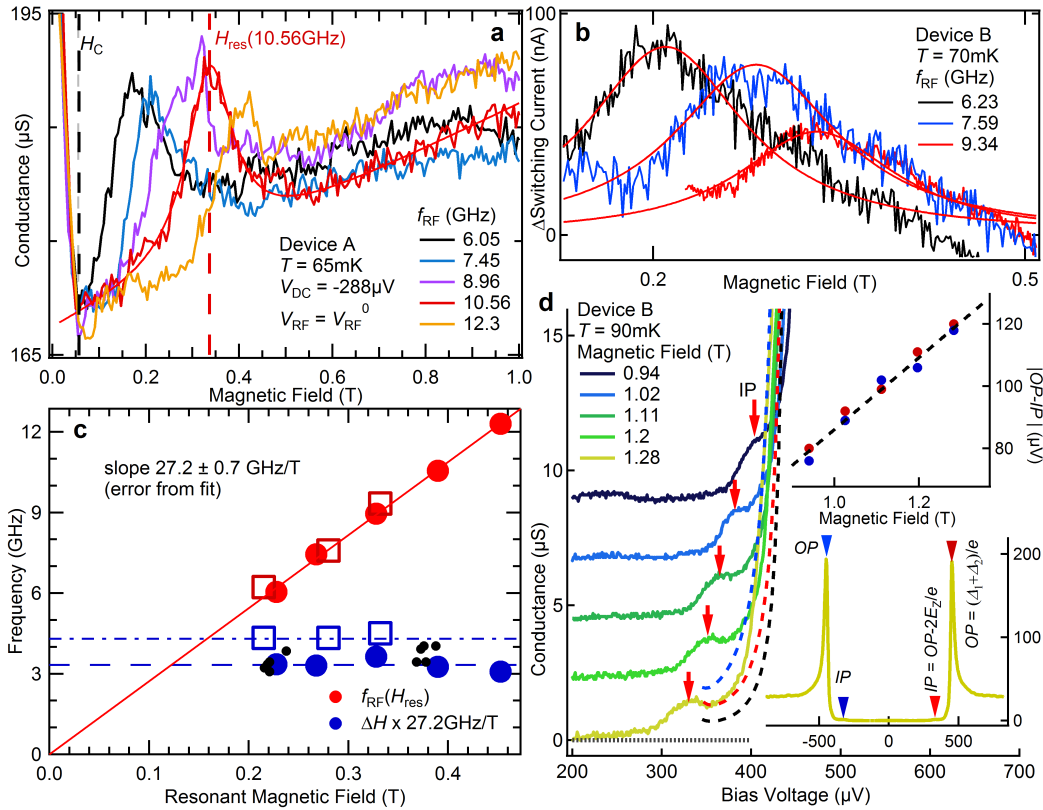 a
195
185
175
165
Conductance (µS)
H_C
H_res(10.56GHz)
Device A
T = 65mK
V_DC = -288µV
V_RF = V_RF^0
f_RF (GHz)
6.05
7.45
8.96
10.56
12.3
0.0 0.2 0.4 0.6 0.8 1.0
Magnetic Field (T)
b
100
0
ΔSwitching Current (nA)
Device B
T = 70mK
f_RF (GHz)
6.23
7.59
9.34
0.2 0.5
Magnetic Field (T)
c
12
9
6
3
0
Frequency (GHz)
slope 27.2 ± 0.7 GHz/T
(error from fit)
f_RF(H_res)
ΔH x 27.2GHz/T
0.0 0.1 0.2 0.3 0.4
Resonant Magnetic Field (T)
d
15
10
5
0
Conductance (µS)
Device B
T = 90mK
Magnetic Field (T)
0.94
1.02
1.11
1.2
1.28
IP
200 300 400 500 600 700
Bias Voltage (µV)
120
100
80
|OP-IP| (µV)
1.0 1.2
Magnetic Field (T)
OP
IP
IP = OP-2E_Z/e
OP = (Δ_1+Δ_2)/e
200
100
0
-500 0 500